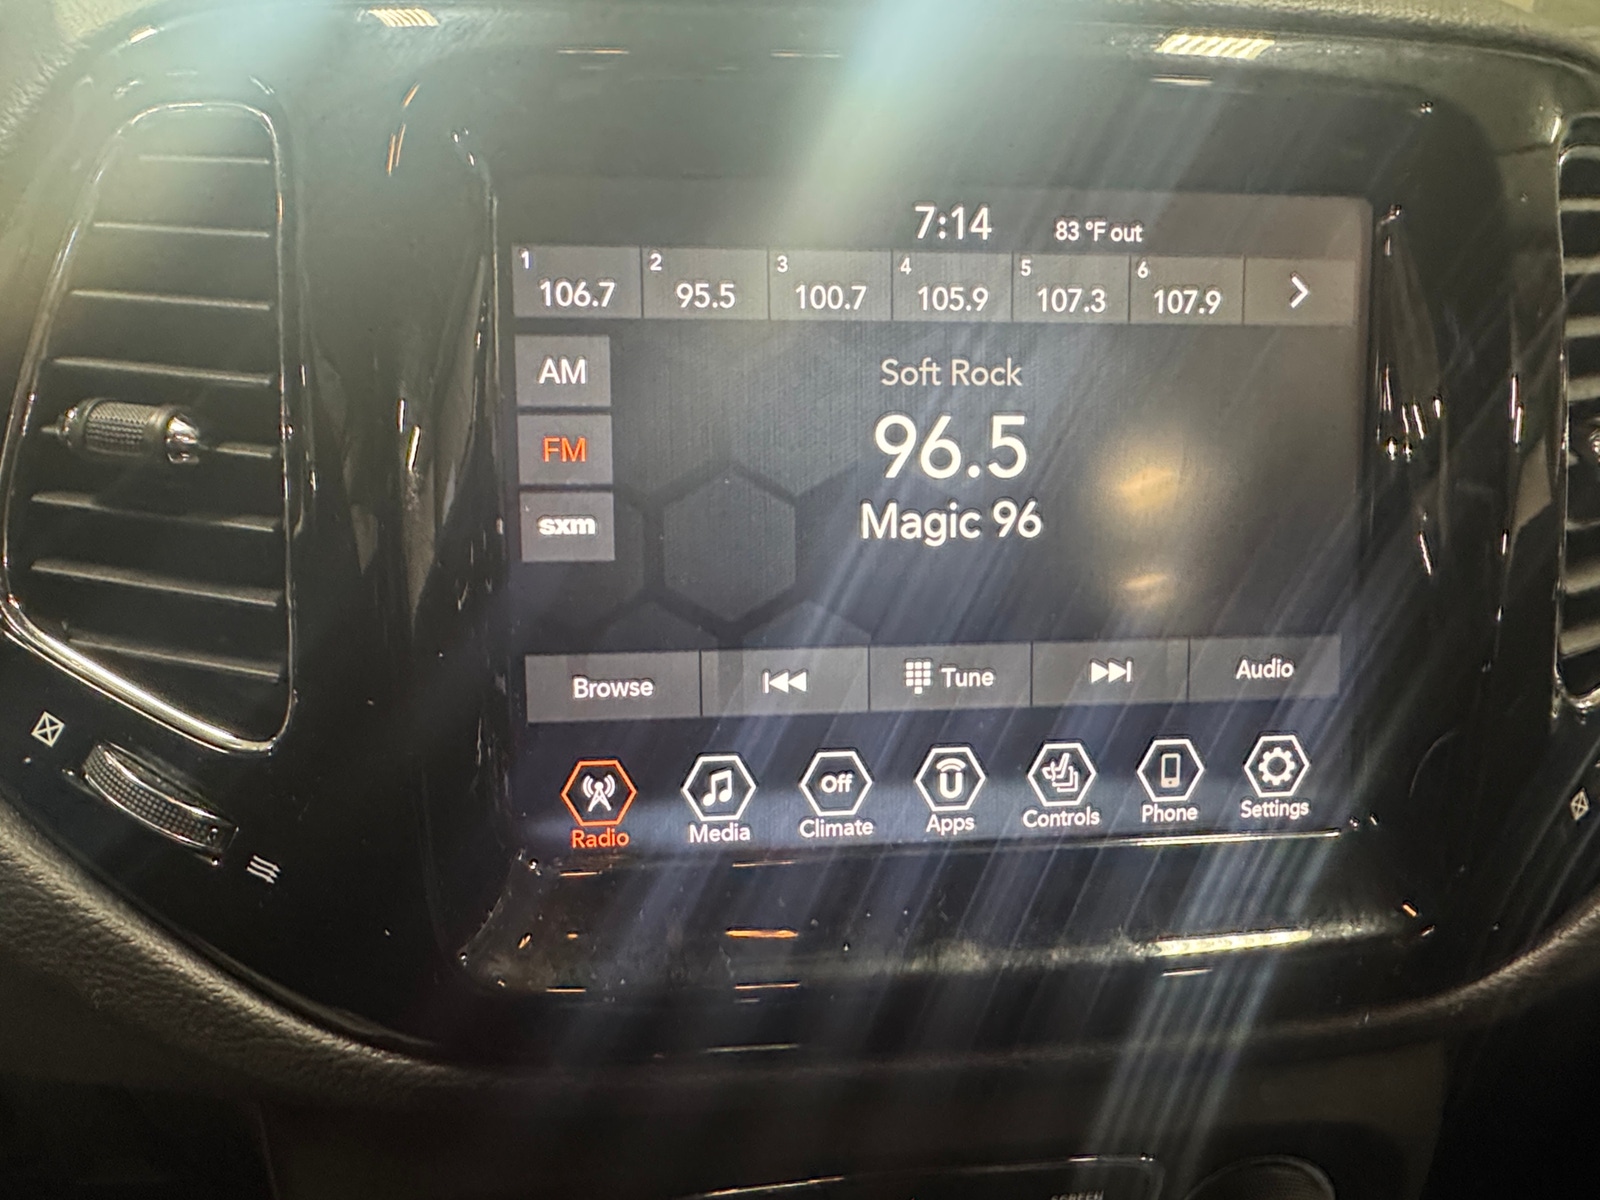 7:14 83 °F out
1 2 3 4 5 6
106.7 95.5 100.7 105.9 107.3 107.9
AM
FM
sxm
Soft Rock
96.5
Magic 96
Browse Tune Audio
Off
Radio Media Climate Apps Controls Phone Settings
SCREEN